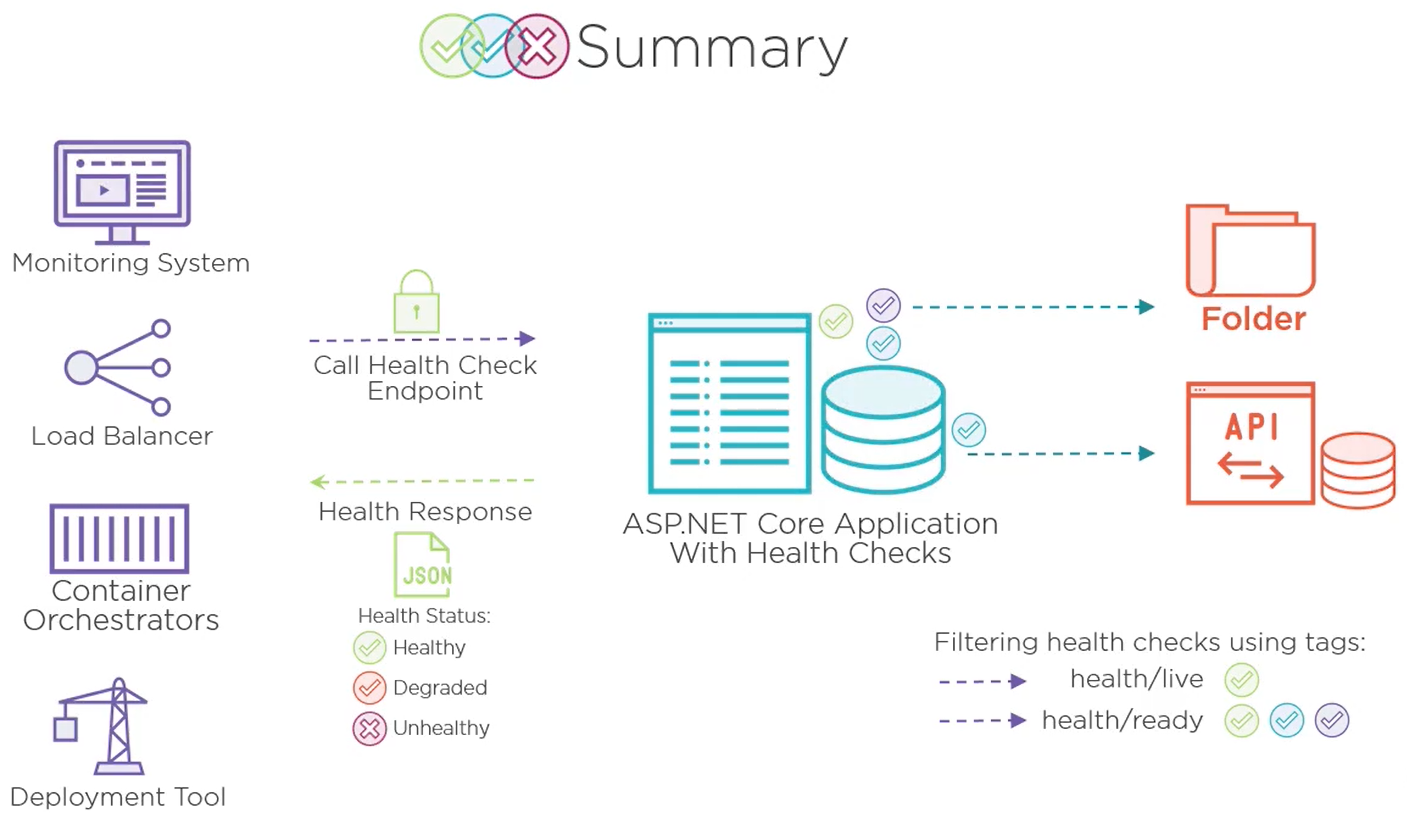 Summary
Monitoring System
Load Balancer
Container
Orchestrators
Deployment Tool
Call Health Check
Endpoint
Health Response
JSON
Health Status:
Healthy
Degraded
Unhealthy
ASP.NET Core Application
With Health Checks
Folder
API
Filtering health checks using tags:
health/live
health/ready